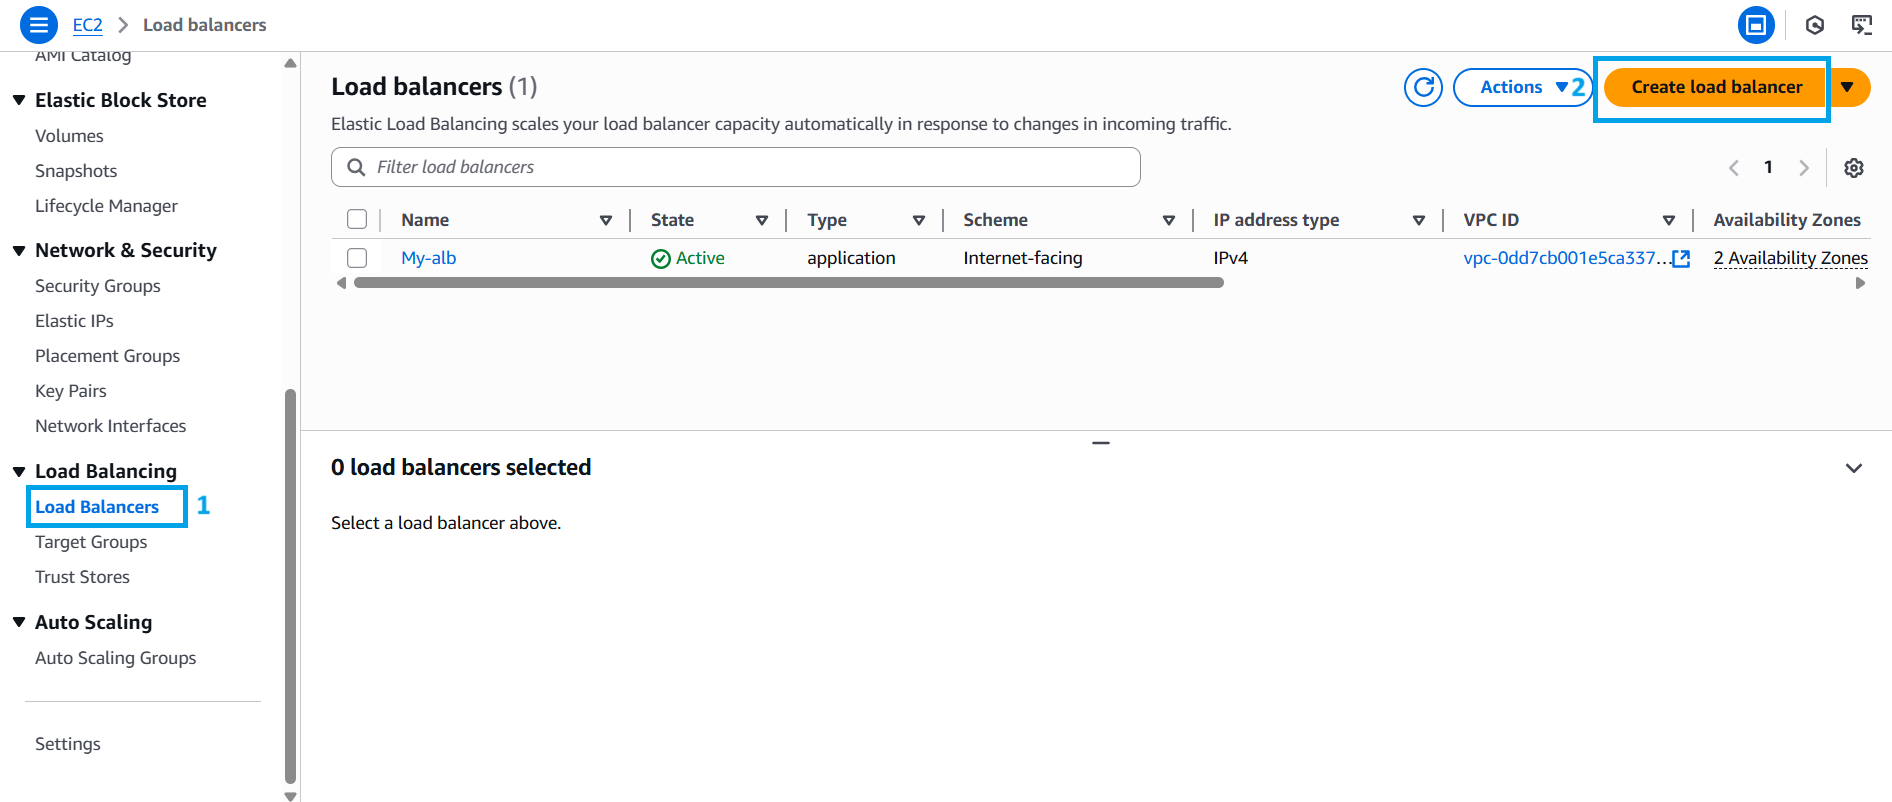 EC2 > Load balancers
AMI Catalog
Elastic Block Store
Volumes
Snapshots
Lifecycle Manager
Network & Security
Security Groups
Elastic IPs
Placement Groups
Key Pairs
Network Interfaces
Load Balancing
Load Balancers 1
Target Groups
Trust Stores
Auto Scaling
Auto Scaling Groups
Settings
Load balancers (1)
Actions 2 Create load balancer
Elastic Load Balancing scales your load balancer capacity automatically in response to changes in incoming traffic.
Filter load balancers
1
Name State Type Scheme IP address type VPC ID Availability Zones
My-alb Active application Internet-facing IPv4 vpc-0dd7cb001e5ca337... 2 Availability Zones
0 load balancers selected
Select a load balancer above.